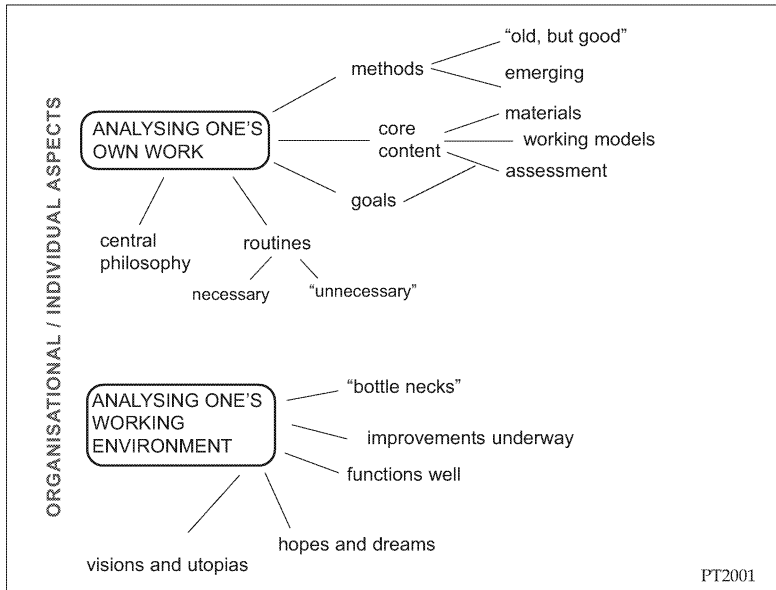 ORGANISATIONAL / INDIVIDUAL ASPECTS
ANALYSING ONE'S
OWN WORK
methods
“old, but good”
emerging
core
content
materials
working models
assessment
goals
central
philosophy
routines
necessary
“unnecessary”
ANALYSING ONE'S
WORKING
ENVIRONMENT
“bottle necks”
improvements underway
functions well
hopes and dreams
visions and utopias
PT2001